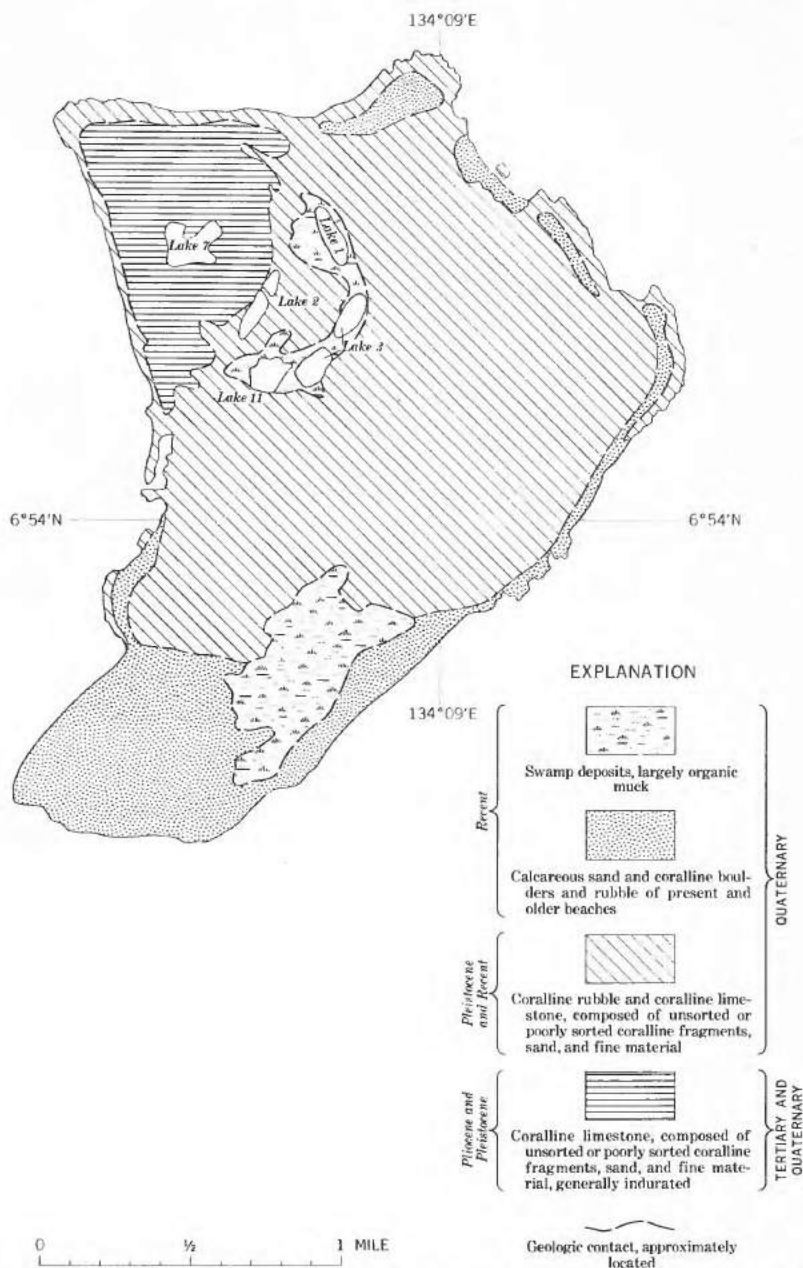 134°09'E
Lake 1
Lake 7
Lake 2
Lake 3
Lake 11
6°54'N
6°54'N
134°09'E
EXPLANATION
Swamp deposits, largely organic
muck
Calcareous sand and coralline boul-
ders and rubble of present and
older beaches
Recent
Coralline rubble and coralline lime-
stone, composed of unsorted or
poorly sorted coralline fragments,
sand, and fine material
Pleistocene
and Recent
QUATERNARY
Coralline limestone, composed of
unsorted or poorly sorted coralline
fragments, sand, and fine mate-
rial, generally indurated
Pliocene and
Pleistocene
TERTIARY AND
QUATERNARY
Geologic contact, approximately
located
0 ½ 1 MILE